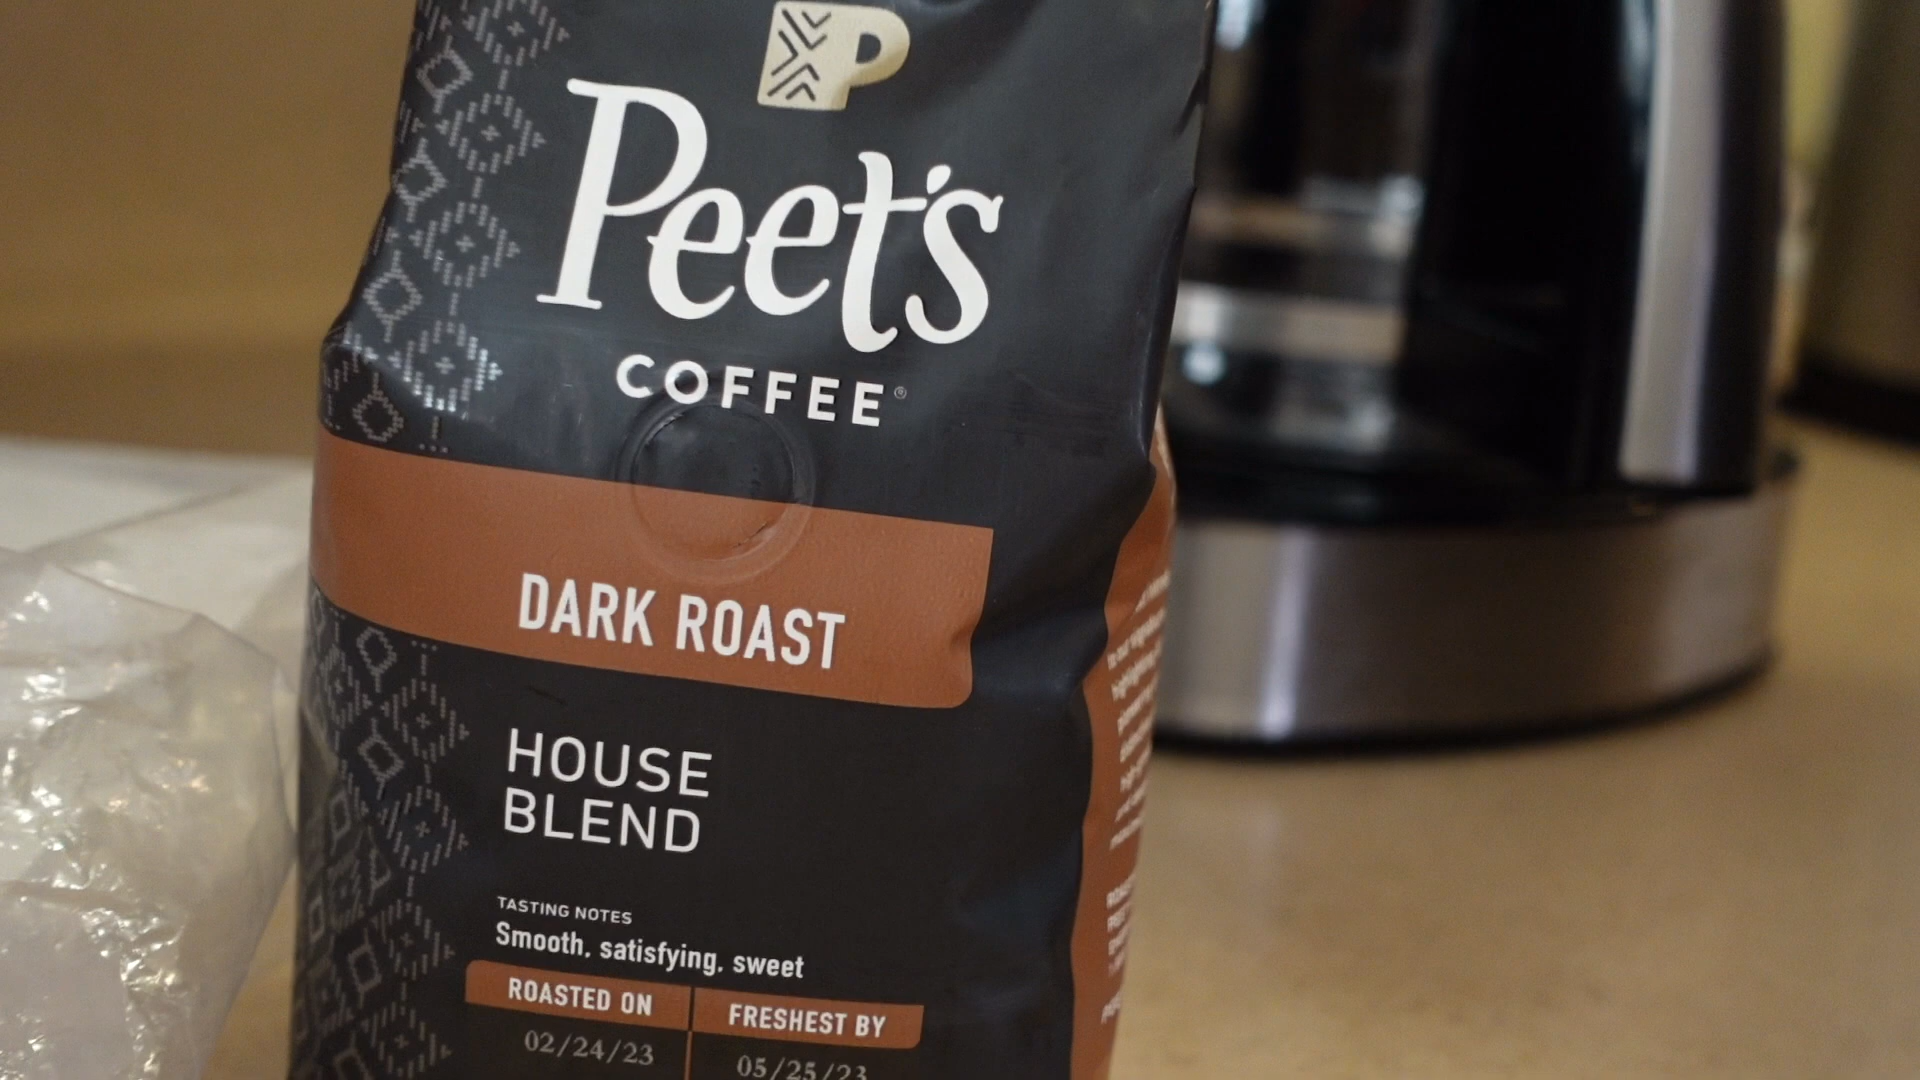 Peet's
COFFEE®
DARK ROAST
HOUSE
BLEND
TASTING NOTES
Smooth, satisfying, sweet
ROASTED ON
FRESHEST BY
02/24/23
05/25/23